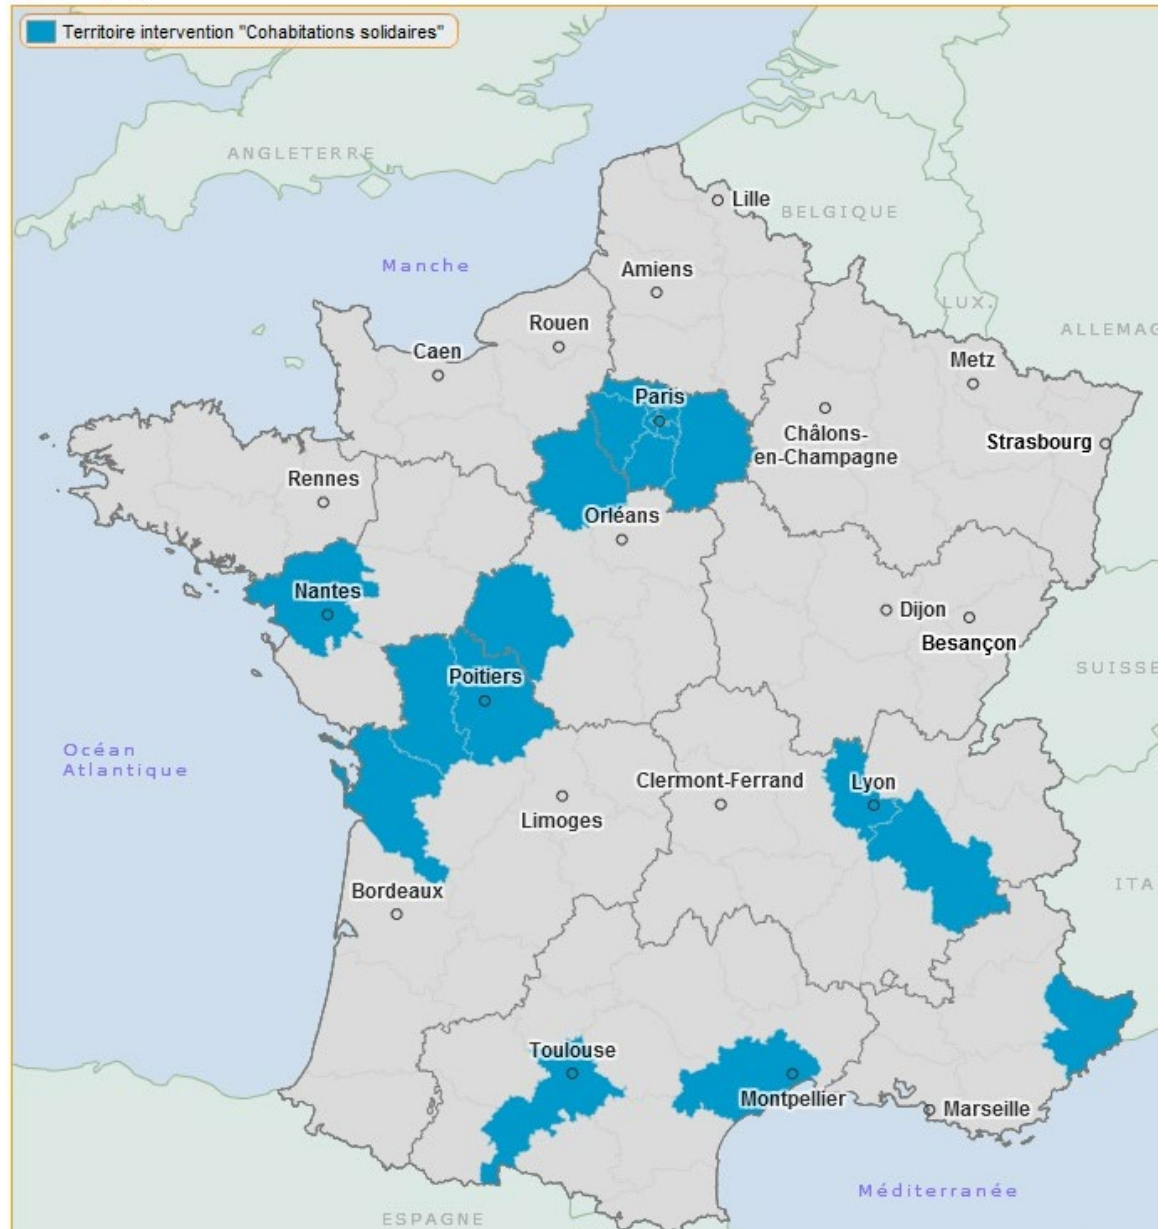 Territoire intervention "Cohabitations solidaires"
ANGLETERRE
Lille
BELGIQUE
Manche
Amiens
LUX.
Rouen
ALLEMAG
Caen
Metz
Paris
Châlons-
en-Champagne
Strasbourg
Rennes
Orléans
Nantes
Dijon
Besançon
SUISSE
Poitiers
Océan
Atlantique
Clermont-Ferrand
Lyon
Limoges
ITA
Bordeaux
Toulouse
Montpellier
Marseille
Méditerranée
ESPAGNE